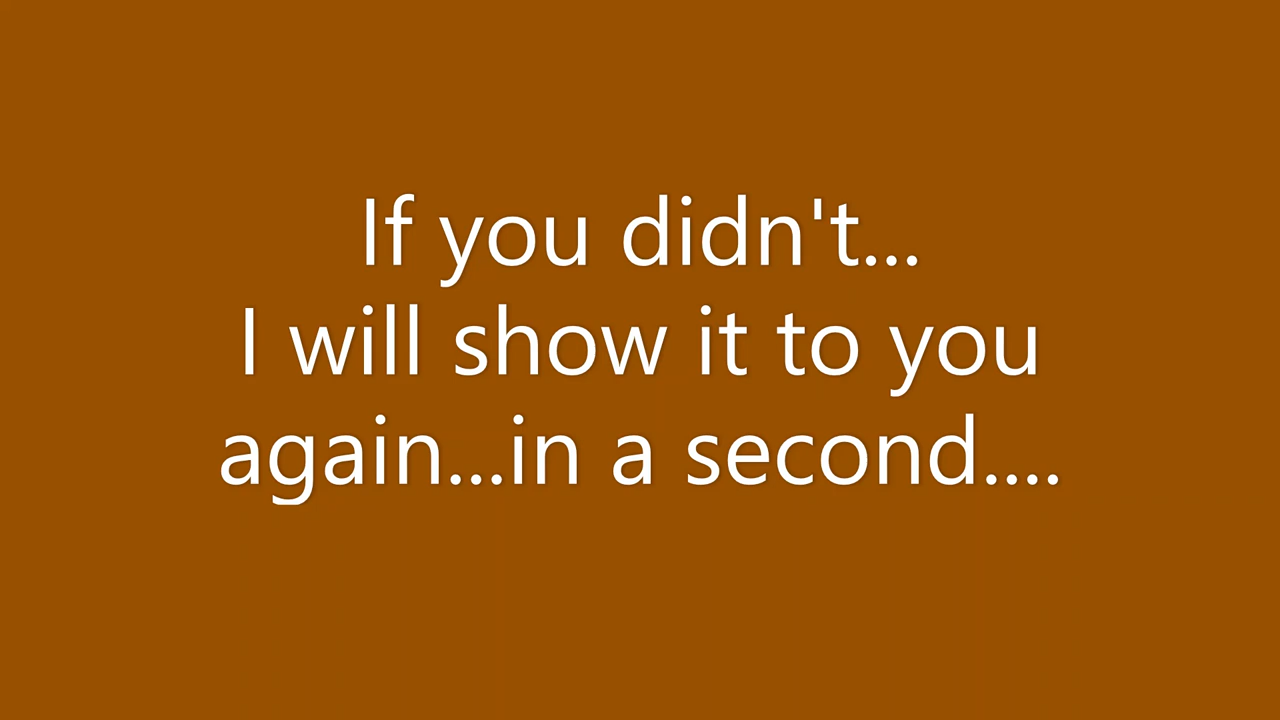 If you didn't...
I will show it to you
again...in a second....